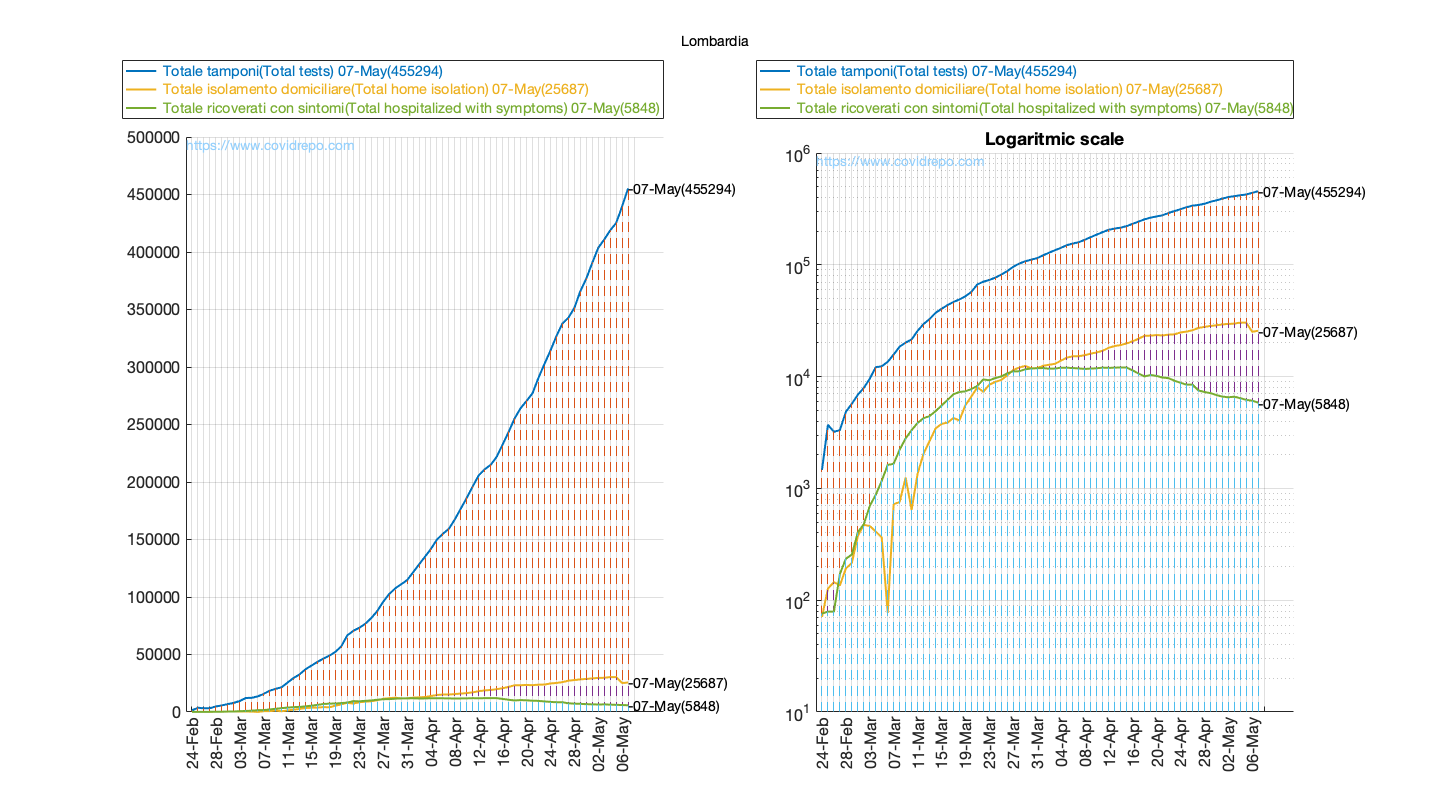 Lombardia
Totale tamponi(Total tests) 07-May(455294)
Totale isolamento domiciliare(Total home isolation) 07-May(25687)
Totale ricoverati con sintomi(Total hospitalized with symptoms) 07-May(5848)
500000
https://www.covidrepo.com
450000
400000
350000
300000
250000
200000
150000
100000
50000
0
07-May(455294)
07-May(25687)
07-May(5848)
24-Feb
28-Feb
03-Mar
07-Mar
11-Mar
15-Mar
19-Mar
23-Mar
27-Mar
31-Mar
04-Apr
08-Apr
12-Apr
16-Apr
20-Apr
24-Apr
28-Apr
02-May
06-May
Totale tamponi(Total tests) 07-May(455294)
Totale isolamento domiciliare(Total home isolation) 07-May(25687)
Totale ricoverati con sintomi(Total hospitalized with symptoms) 07-May(5848)
Logaritmic scale
10^6
https://www.covidrepo.com
10^5
10^4
10^3
10^2
10^1
07-May(455294)
07-May(25687)
07-May(5848)
24-Feb
28-Feb
03-Mar
07-Mar
11-Mar
15-Mar
19-Mar
23-Mar
27-Mar
31-Mar
04-Apr
08-Apr
12-Apr
16-Apr
20-Apr
24-Apr
28-Apr
02-May
06-May